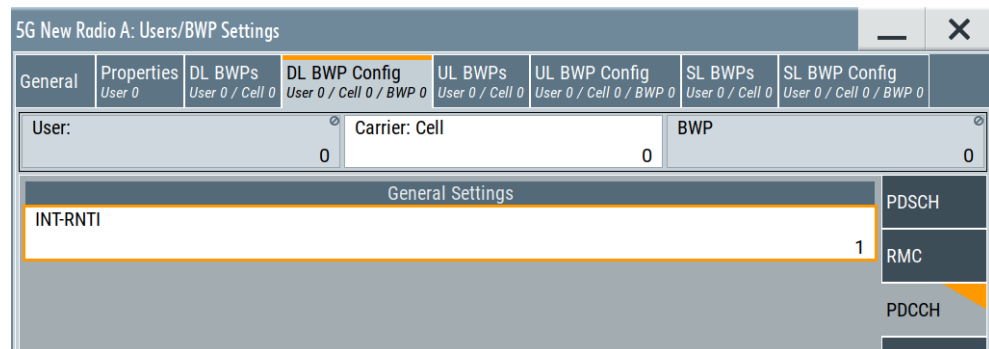 5G New Radio A: Users/BWP Settings
General
Properties
User 0
DL BWPs
User 0 / Cell 0
DL BWP Config
User 0 / Cell 0 / BWP 0
UL BWPs
User 0 / Cell 0
UL BWP Config
User 0 / Cell 0 / BWP 0
SL BWPs
User 0 / Cell 0
SL BWP Config
User 0 / Cell 0 / BWP 0
User:
0
Carrier: Cell
0
BWP
0
General Settings
INT-RNTI
1
PDSCH
RMC
PDCCH